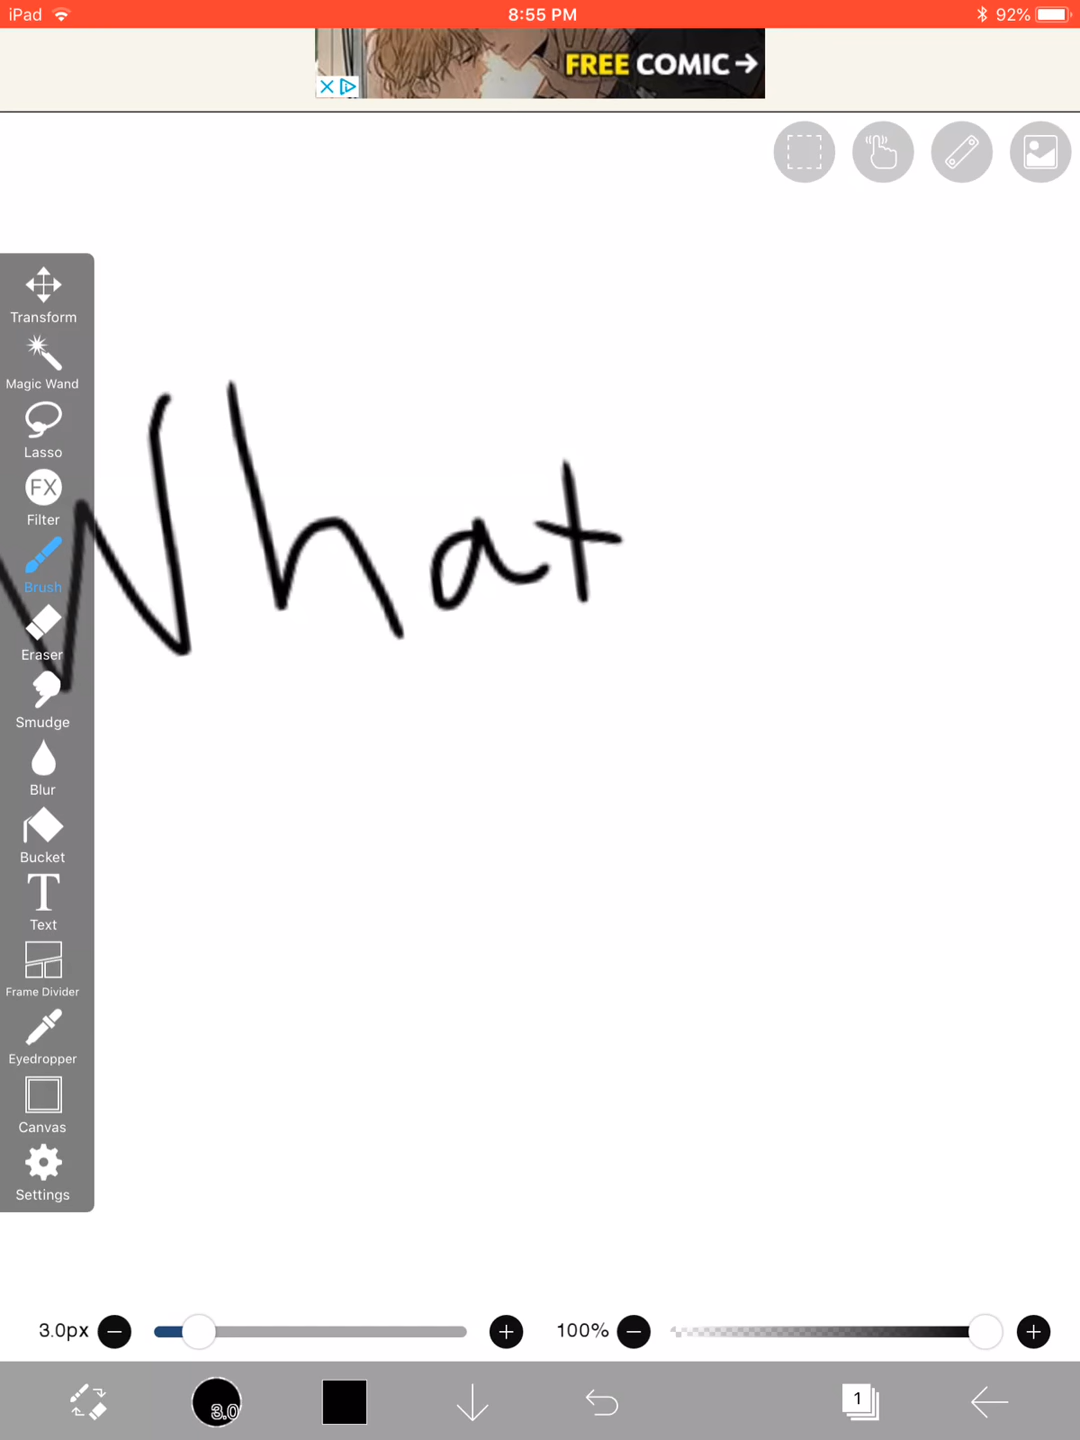 iPad 8:55 PM 92%
FREE COMIC →
Transform
Magic Wand
Lasso
What
FX
Filter
Brush
Eraser
Smudge
Blur
Bucket
T
Text
Frame Divider
Eyedropper
Canvas
Settings
3.0px 100%
3.0 1